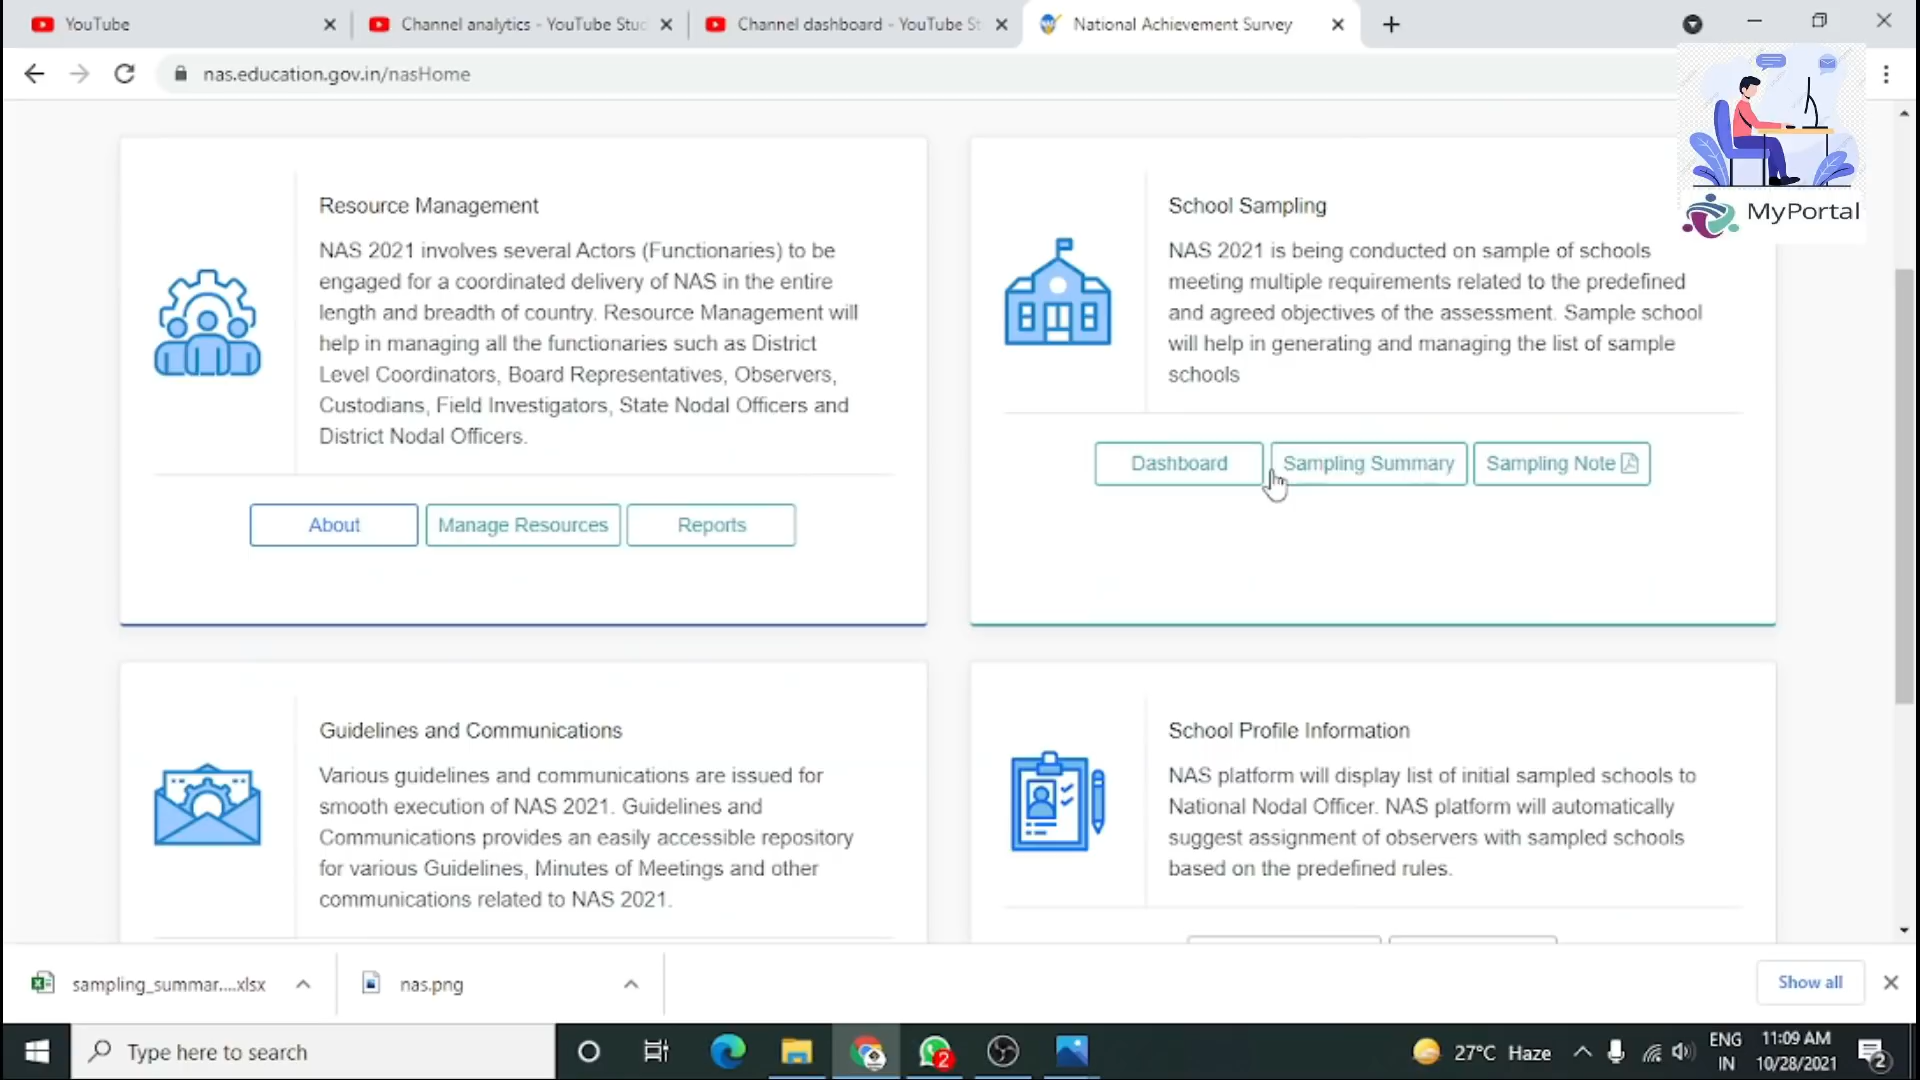 YouTube
Channel analytics - YouTube Stuc
Channel dashboard - YouTube St
National Achievement Survey
nas.education.gov.in/nasHome
MyPortal
Resource Management
NAS 2021 involves several Actors (Functionaries) to be
engaged for a coordinated delivery of NAS in the entire
length and breadth of country. Resource Management will
help in managing all the functionaries such as District
Level Coordinators, Board Representatives, Observers,
Custodians, Field Investigators, State Nodal Officers and
District Nodal Officers.
About
Manage Resources
Reports
School Sampling
NAS 2021 is being conducted on sample of schools
meeting multiple requirements related to the predefined
and agreed objectives of the assessment. Sample school
will help in generating and managing the list of sample
schools
Dashboard
Sampling Summary
Sampling Note
Guidelines and Communications
Various guidelines and communications are issued for
smooth execution of NAS 2021. Guidelines and
Communications provides an easily accessible repository
for various Guidelines, Minutes of Meetings and other
communications related to NAS 2021.
School Profile Information
NAS platform will display list of initial sampled schools to
National Nodal Officer. NAS platform will automatically
suggest assignment of observers with sampled schools
based on the predefined rules.
sampling_summar....xlsx
nas.png
Show all
Type here to search
2
27°C Haze
ENG
IN
11:09 AM
10/28/2021
2